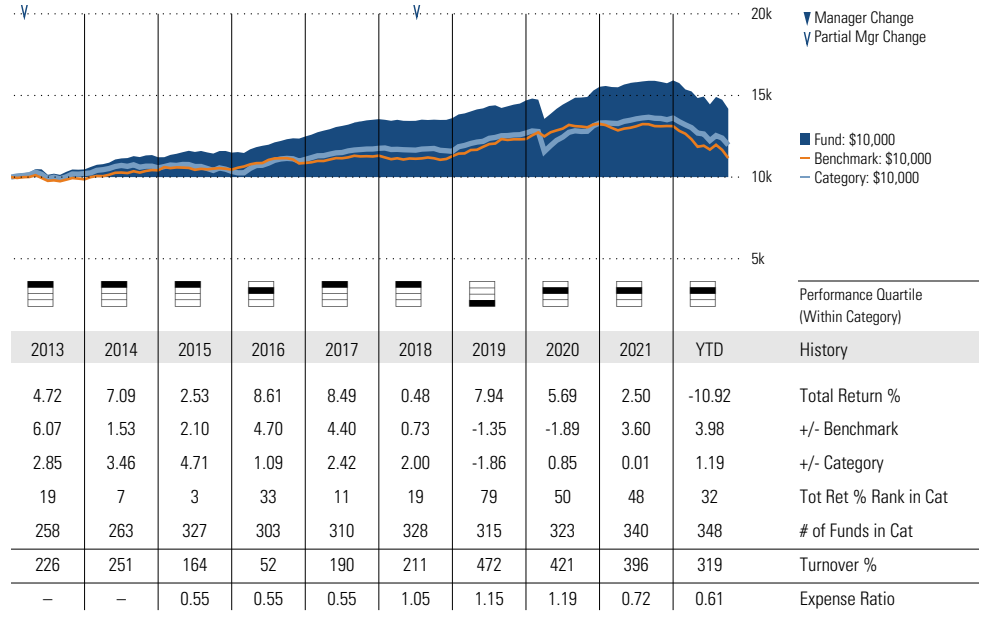 20k
▼ Manager Change
∨ Partial Mgr Change
15k
Fund: $10,000
Benchmark: $10,000
Category: $10,000
10k
5k
Performance Quartile
(Within Category)
2013 2014 2015 2016 2017 2018 2019 2020 2021 YTD History
4.72 7.09 2.53 8.61 8.49 0.48 7.94 5.69 2.50 -10.92 Total Return %
6.07 1.53 2.10 4.70 4.40 0.73 -1.35 -1.89 3.60 3.98 +/- Benchmark
2.85 3.46 4.71 1.09 2.42 2.00 -1.86 0.85 0.01 1.19 +/- Category
19 7 3 33 11 19 79 50 48 32 Tot Ret % Rank in Cat
258 263 327 303 310 328 315 323 340 348 # of Funds in Cat
226 251 164 52 190 211 472 421 396 319 Turnover %
– – 0.55 0.55 0.55 1.05 1.15 1.19 0.72 0.61 Expense Ratio